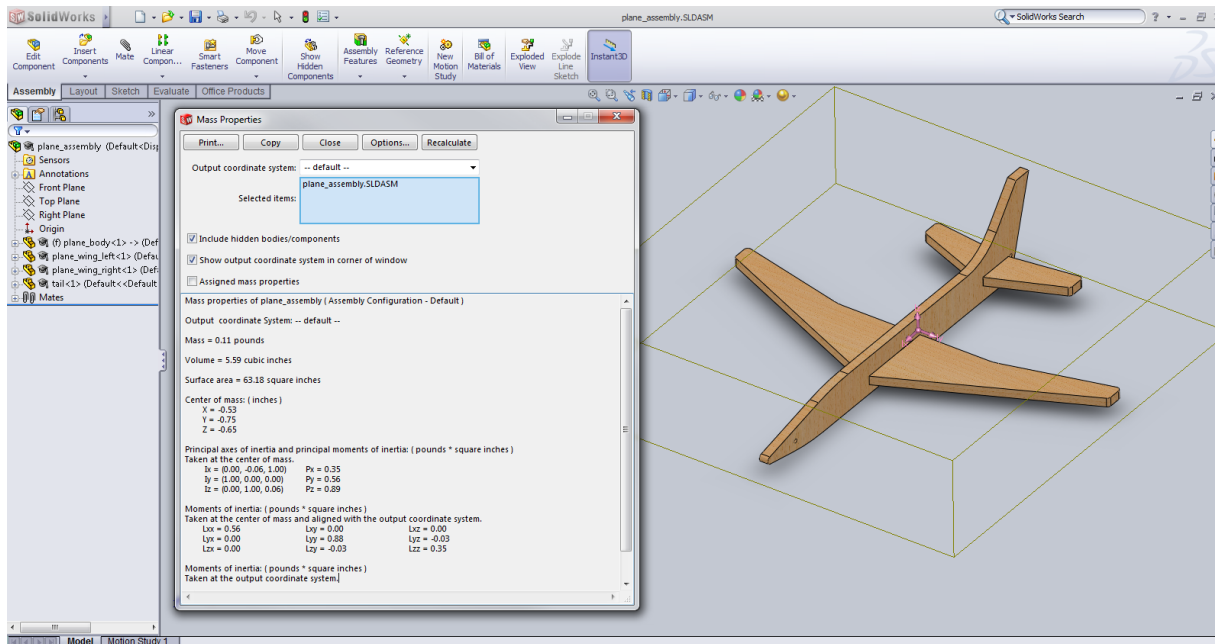 SolidWorks
plane_assembly.SLDASM
SolidWorks Search
?
Edit Component
Insert Components
Mate
Linear Compon...
Smart Fasteners
Move Component
Show Hidden Components
Assembly Features
Reference Geometry
New Motion Study
Bill of Materials
Exploded View
Explode Line Sketch
Instant3D
Assembly Layout Sketch Evaluate Office Products
»
plane_assembly (Default<Disp
Sensors
Annotations
Front Plane
Top Plane
Right Plane
Origin
(f) plane_body<1> -> (Def
plane_wing_left<1> (Defau
plane_wing_right<1> (Def
tail<1> (Default<<Default
Mates
Mass Properties
Print... Copy Close Options... Recalculate
Output coordinate system: -- default --
Selected items: plane_assembly.SLDASM
Include hidden bodies/components
Show output coordinate system in corner of window
Assigned mass properties
Mass properties of plane_assembly ( Assembly Configuration - Default )
Output coordinate System: -- default --
Mass = 0.11 pounds
Volume = 5.59 cubic inches
Surface area = 63.18 square inches
Center of mass: ( inches )
X = -0.53
Y = -0.75
Z = -0.65
Principal axes of inertia and principal moments of inertia: ( pounds * square inches )
Taken at the center of mass.
Ix = (0.00, -0.06, 1.00) Px = 0.35
Iy = (1.00, 0.00, 0.00) Py = 0.56
Iz = (0.00, 1.00, 0.06) Pz = 0.89
Moments of inertia: ( pounds * square inches )
Taken at the center of mass and aligned with the output coordinate system.
Lxx = 0.56 Lxy = 0.00 Lxz = 0.00
Lyx = 0.00 Lyy = 0.88 Lyz = -0.03
Lzx = 0.00 Lzy = -0.03 Lzz = 0.35
Moments of inertia: ( pounds * square inches )
Taken at the output coordinate system.
Model Motion Study 1